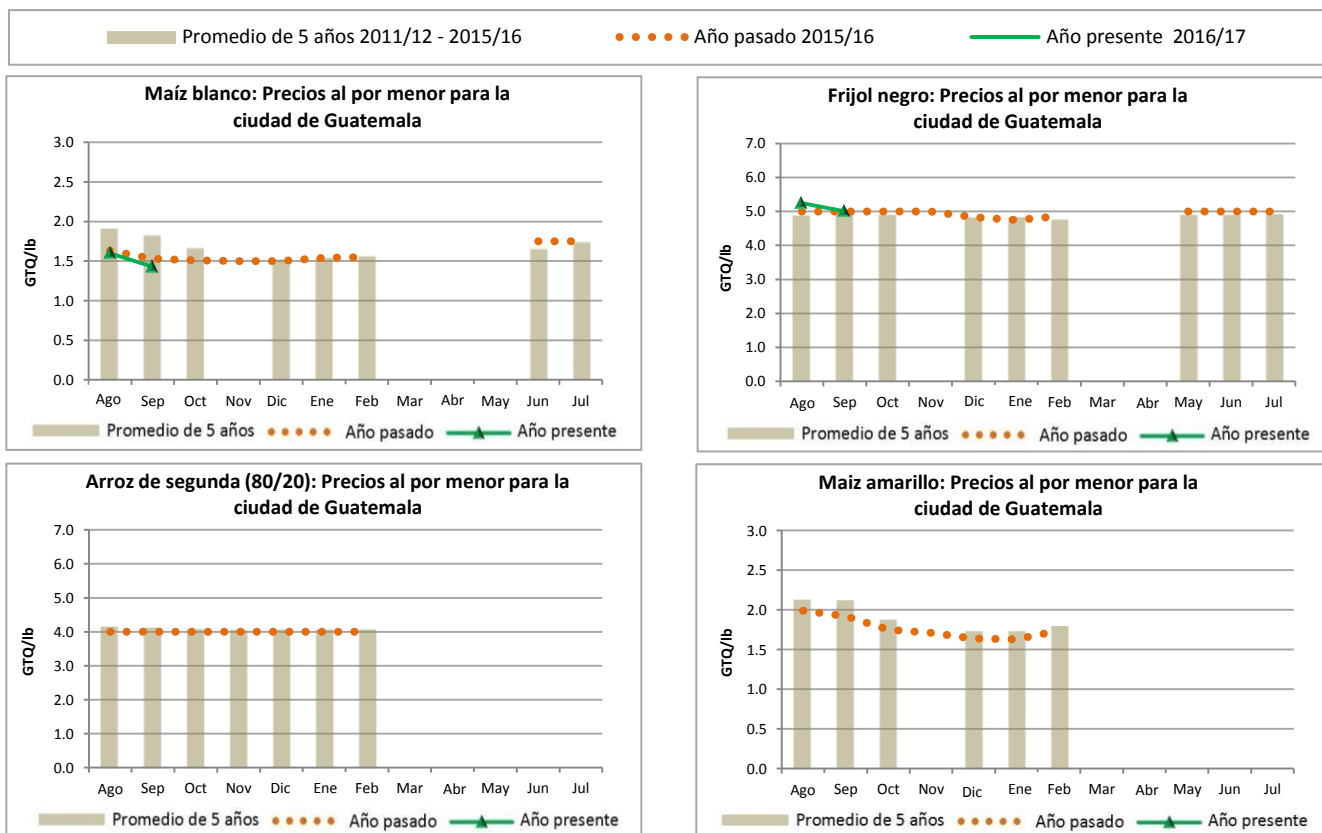 Promedio de 5 años 2011/12 - 2015/16 Año pasado 2015/16 Año presente 2016/17
Maíz blanco: Precios al por menor para la
ciudad de Guatemala
3.0
2.5
2.0
1.5
1.0
0.5
0.0
GTQ/lb
Ago Sep Oct Nov Dic Ene Feb Mar Abr May Jun Jul
Promedio de 5 años Año pasado Año presente
Frijol negro: Precios al por menor para la
ciudad de Guatemala
7.0
6.0
5.0
4.0
3.0
2.0
1.0
0.0
GTQ/lb
Ago Sep Oct Nov Dic Ene Feb Mar Abr May Jun Jul
Promedio de 5 años Año pasado Año presente
Arroz de segunda (80/20): Precios al por menor para la
ciudad de Guatemala
7.0
6.0
5.0
4.0
3.0
2.0
1.0
0.0
GTQ/lb
Ago Sep Oct Nov Dic Ene Feb Mar Abr May Jun Jul
Promedio de 5 años Año pasado Año presente
Maiz amarillo: Precios al por menor para la
ciudad de Guatemala
3.0
2.5
2.0
1.5
1.0
0.5
0.0
GTQ/lb
Ago Sep Oct Nov Dic Ene Feb Mar Abr May Jun Jul
Promedio de 5 años Año pasado Año presente